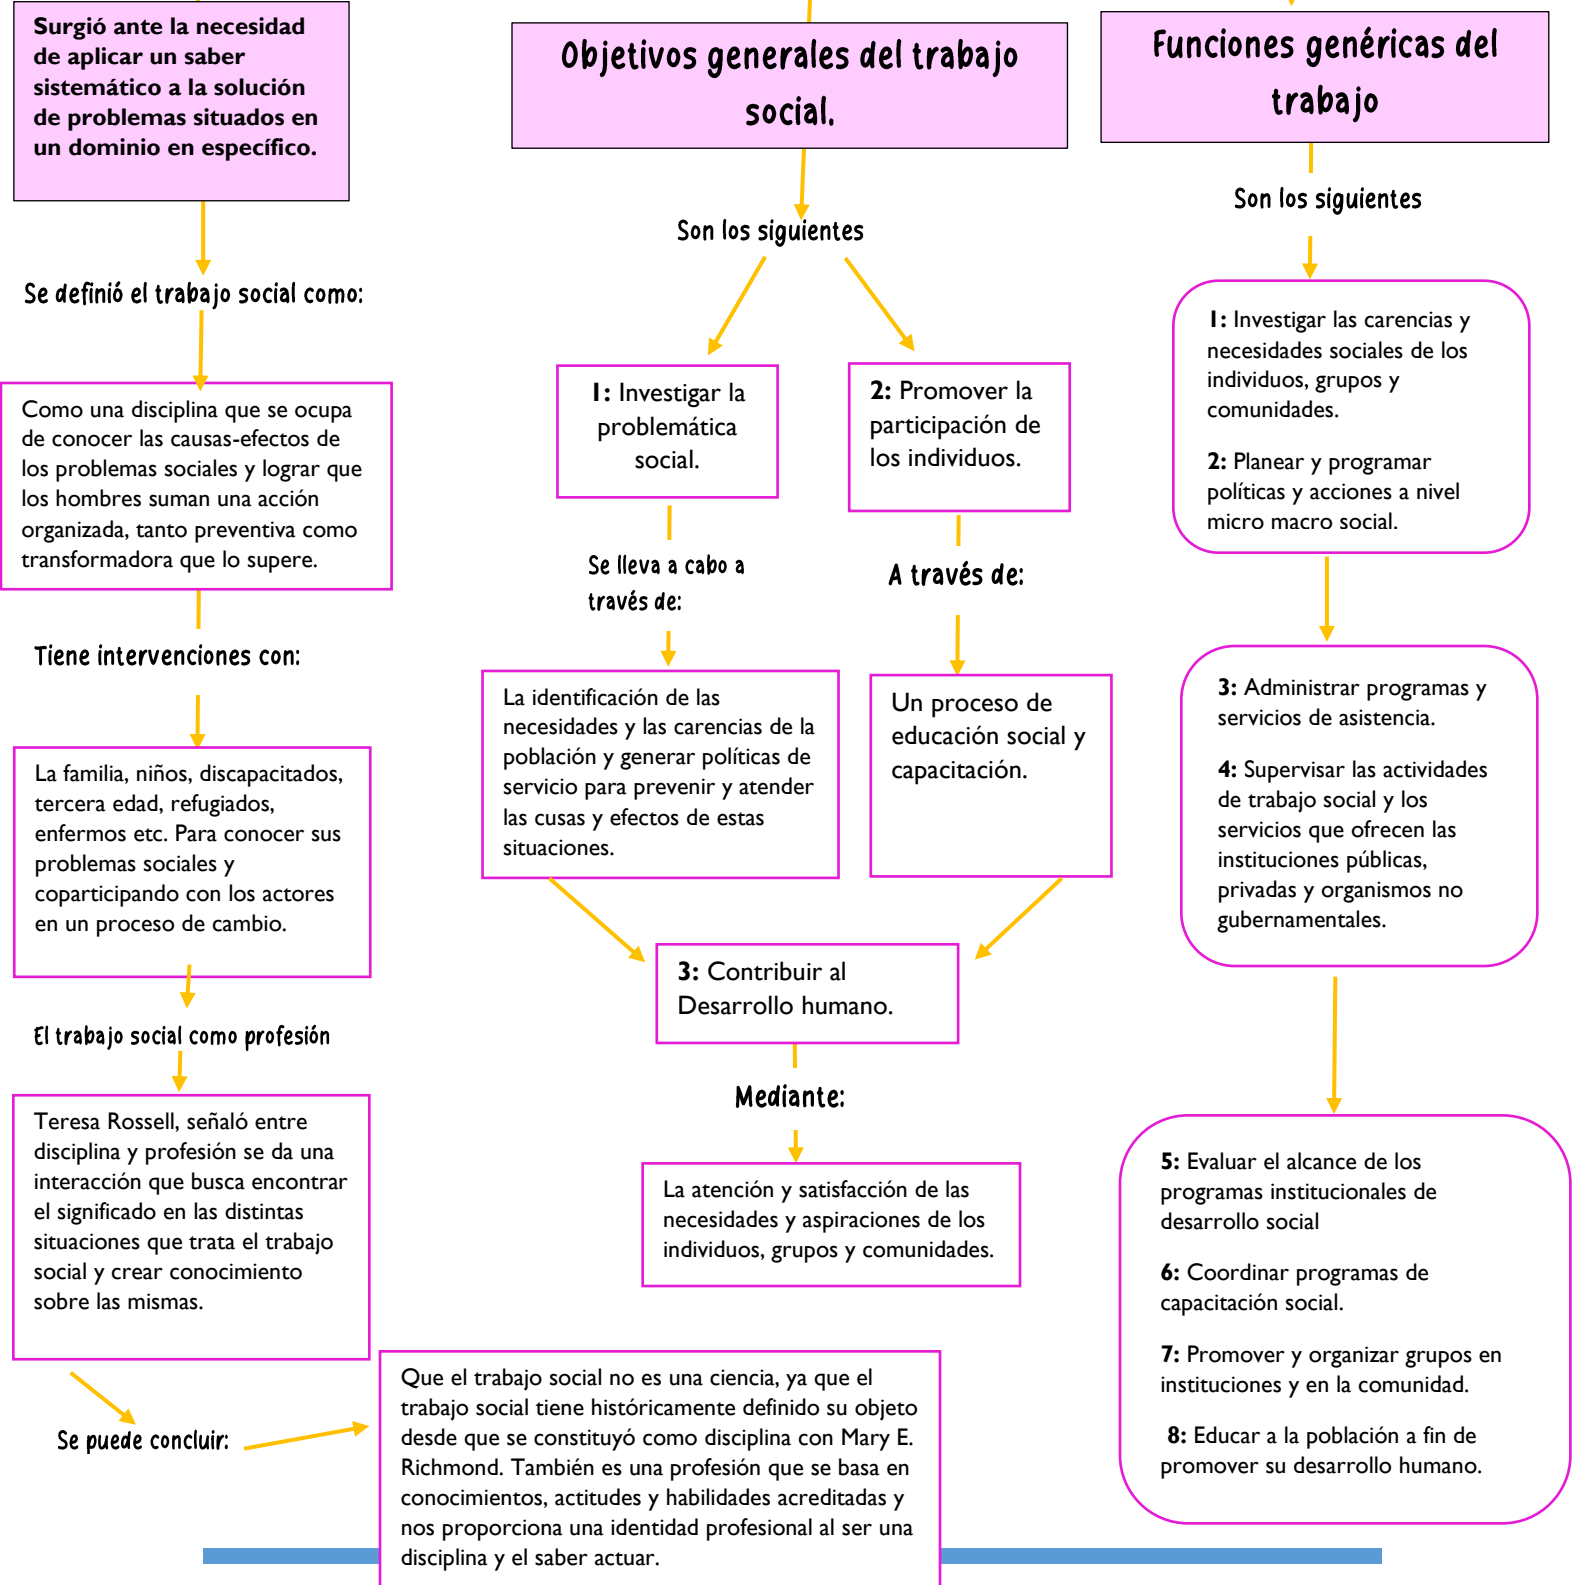 Surgió ante la necesidad
de aplicar un saber
sistemático a la solución
de problemas situados en
un dominio en específico.
Se definió el trabajo social como:
Como una disciplina que se ocupa
de conocer las causas-efectos de
los problemas sociales y lograr que
los hombres suman una acción
organizada, tanto preventiva como
transformadora que lo supere.
Tiene intervenciones con:
La familia, niños, discapacitados,
tercera edad, refugiados,
enfermos etc. Para conocer sus
problemas sociales y
coparticipando con los actores
en un proceso de cambio.
El trabajo social como profesión
Teresa Rossell, señaló entre
disciplina y profesión se da una
interacción que busca encontrar
el significado en las distintas
situaciones que trata el trabajo
social y crear conocimiento
sobre las mismas.
Se puede concluir:
Que el trabajo social no es una ciencia, ya que el
trabajo social tiene históricamente definido su objeto
desde que se constituyó como disciplina con Mary E.
Richmond. También es una profesión que se basa en
conocimientos, actitudes y habilidades acreditadas y
nos proporciona una identidad profesional al ser una
disciplina y el saber actuar.
Objetivos generales del trabajo
social.
Son los siguientes
1: Investigar la
problemática
social.
Se lleva a cabo a
través de:
La identificación de las
necesidades y las carencias de la
población y generar políticas de
servicio para prevenir y atender
las cusas y efectos de estas
situaciones.
2: Promover la
participación de
los individuos.
A través de:
Un proceso de
educación social y
capacitación.
3: Contribuir al
Desarrollo humano.
Mediante:
La atención y satisfacción de las
necesidades y aspiraciones de los
individuos, grupos y comunidades.
Funciones genéricas del
trabajo
Son los siguientes
1: Investigar las carencias y
necesidades sociales de los
individuos, grupos y
comunidades.
2: Planear y programar
políticas y acciones a nivel
micro macro social.
3: Administrar programas y
servicios de asistencia.
4: Supervisar las actividades
de trabajo social y los
servicios que ofrecen las
instituciones públicas,
privadas y organismos no
gubernamentales.
5: Evaluar el alcance de los
programas institucionales de
desarrollo social
6: Coordinar programas de
capacitación social.
7: Promover y organizar grupos en
instituciones y en la comunidad.
8: Educar a la población a fin de
promover su desarrollo humano.